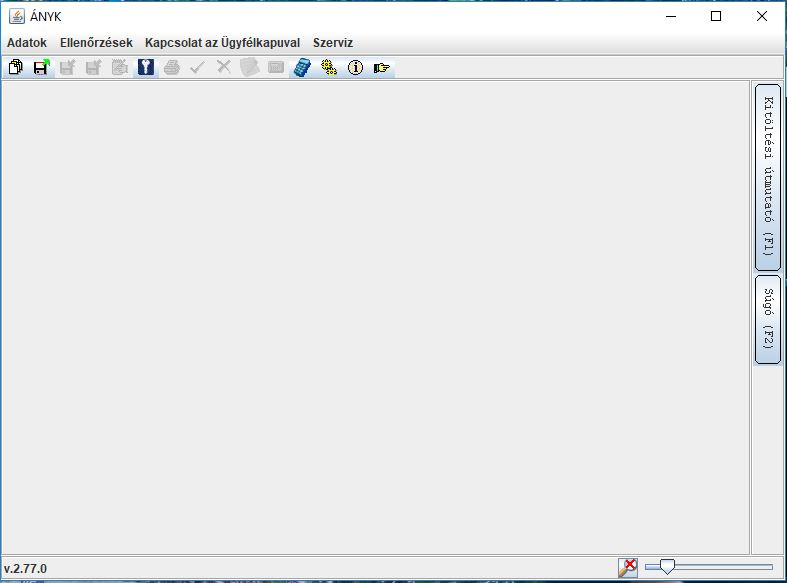 ÁNYK
Adatok Ellenőrzések Kapcsolat az Ügyfélkapuval Szerviz
Kitöltési útmutató (F1)
Súgó (F2)
v.2.77.0